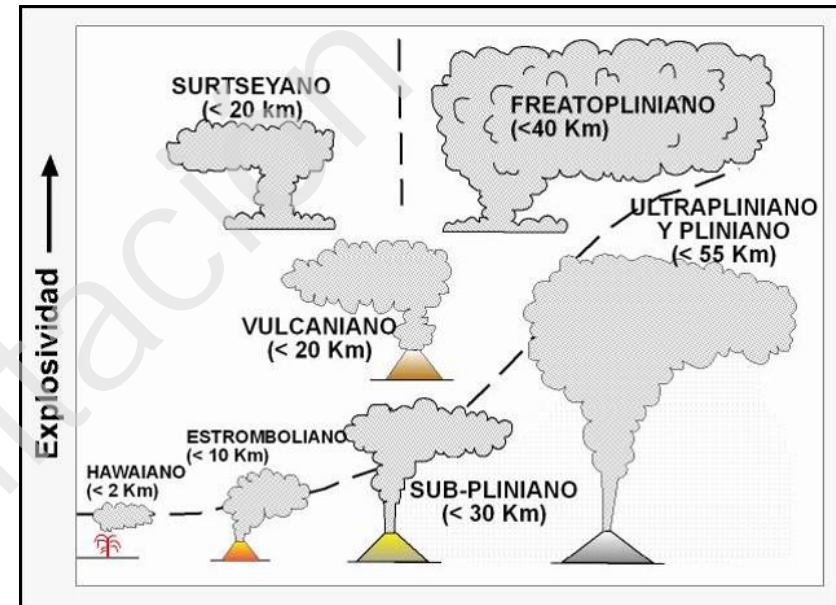 SURTSEYANO
(< 20 km)
FREATOPLINIANO
(<40 Km)
ULTRAPLINIANO
Y PLINIANO
(< 55 Km)
VULCANIANO
(< 20 Km)
ESTROMBOLIANO
(< 10 Km)
HAWAIANO
(< 2 Km)
SUB-PLINIANO
(< 30 Km)
Explosividad